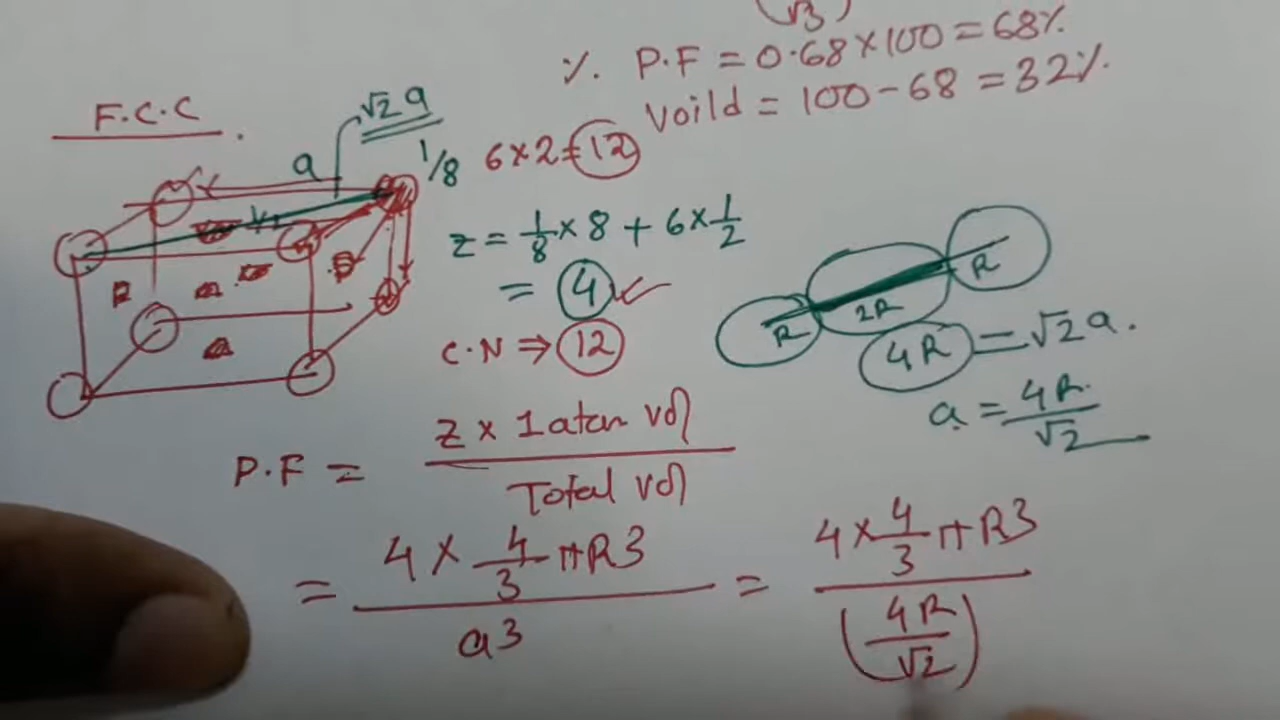 (√3)
%. P.F = 0.68×100 = 68%
Voild = 100-68 = 32%.
F.C.C.
√2 a
a
1/8
6×2=12
z = 1/8 × 8 + 6×1/2
= 4 ✓
C.N ⇒ 12
R
2R
R
4R = √2 a.
a = 4R/√2
P.F = z × 1 atom vol / Total vol
= 4 × 4/3 πR3 / a3 = 4×4/3 πR3 / (4R/√2)